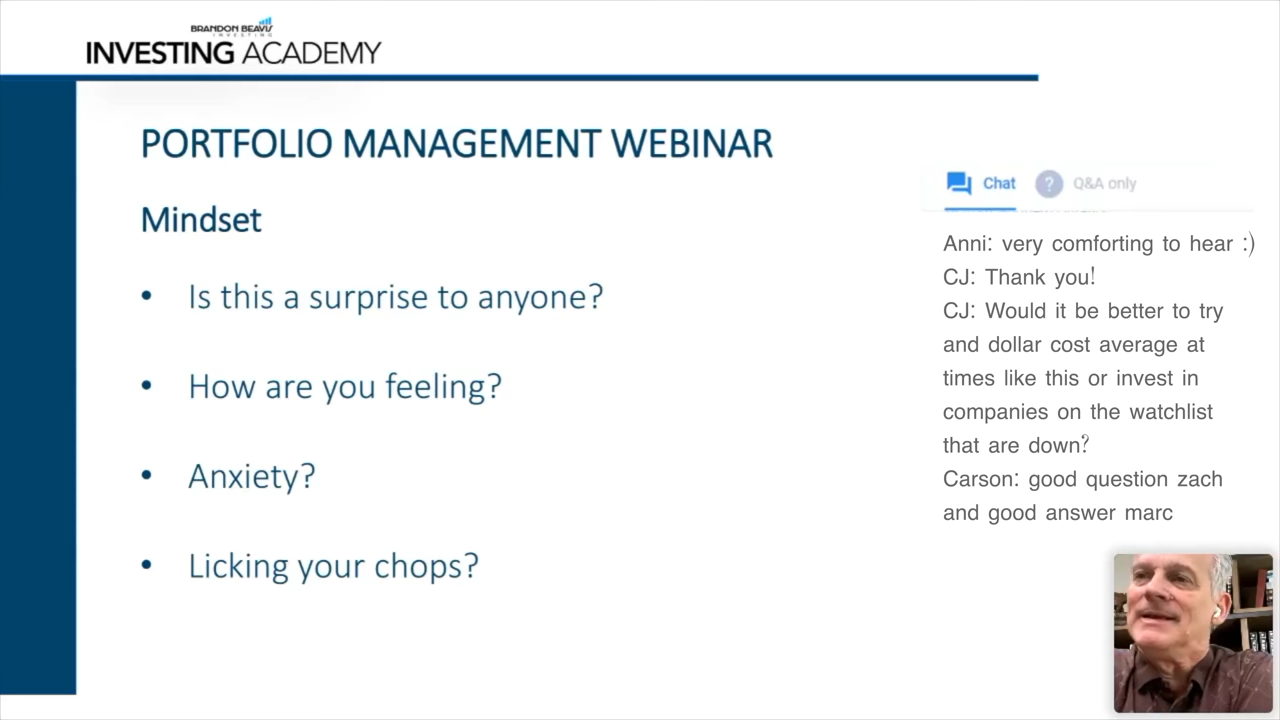 BRANDON BEAVIS
INVESTING
INVESTING ACADEMY
PORTFOLIO MANAGEMENT WEBINAR
Mindset
• Is this a surprise to anyone?
• How are you feeling?
• Anxiety?
• Licking your chops?
Chat ? Q&A only
Anni: very comforting to hear :)
CJ: Thank you!
CJ: Would it be better to try
and dollar cost average at
times like this or invest in
companies on the watchlist
that are down?
Carson: good question zach
and good answer marc